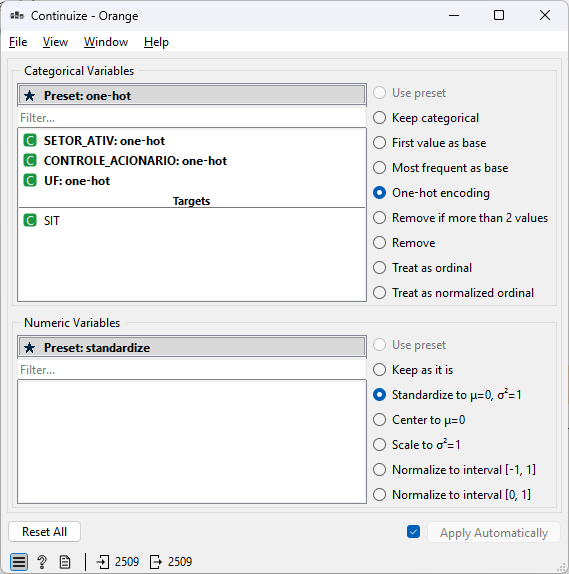 Continuize - Orange
File View Window Help
Categorical Variables
Preset: one-hot
Filter...
SETOR_ATIV: one-hot
CONTROLE_ACIONARIO: one-hot
UF: one-hot
Targets
SIT
Use preset
Keep categorical
First value as base
Most frequent as base
One-hot encoding
Remove if more than 2 values
Remove
Treat as ordinal
Treat as normalized ordinal
Numeric Variables
Preset: standardize
Filter...
Use preset
Keep as it is
Standardize to μ=0, σ²=1
Center to μ=0
Scale to σ²=1
Normalize to interval [-1, 1]
Normalize to interval [0, 1]
Reset All
Apply Automatically
2509 2509